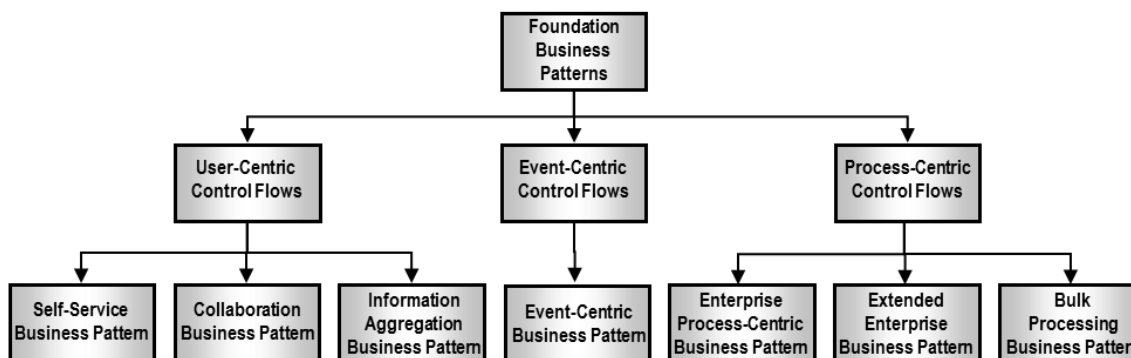 Foundation
Business
Patterns
User-Centric
Control Flows
Event-Centric
Control Flows
Process-Centric
Control Flows
Self-Service
Business Pattern
Collaboration
Business Pattern
Information
Aggregation
Business Pattern
Event-Centric
Business Pattern
Enterprise
Process-Centric
Business Pattern
Extended
Enterprise
Business Pattern
Bulk
Processing
Business Pattern